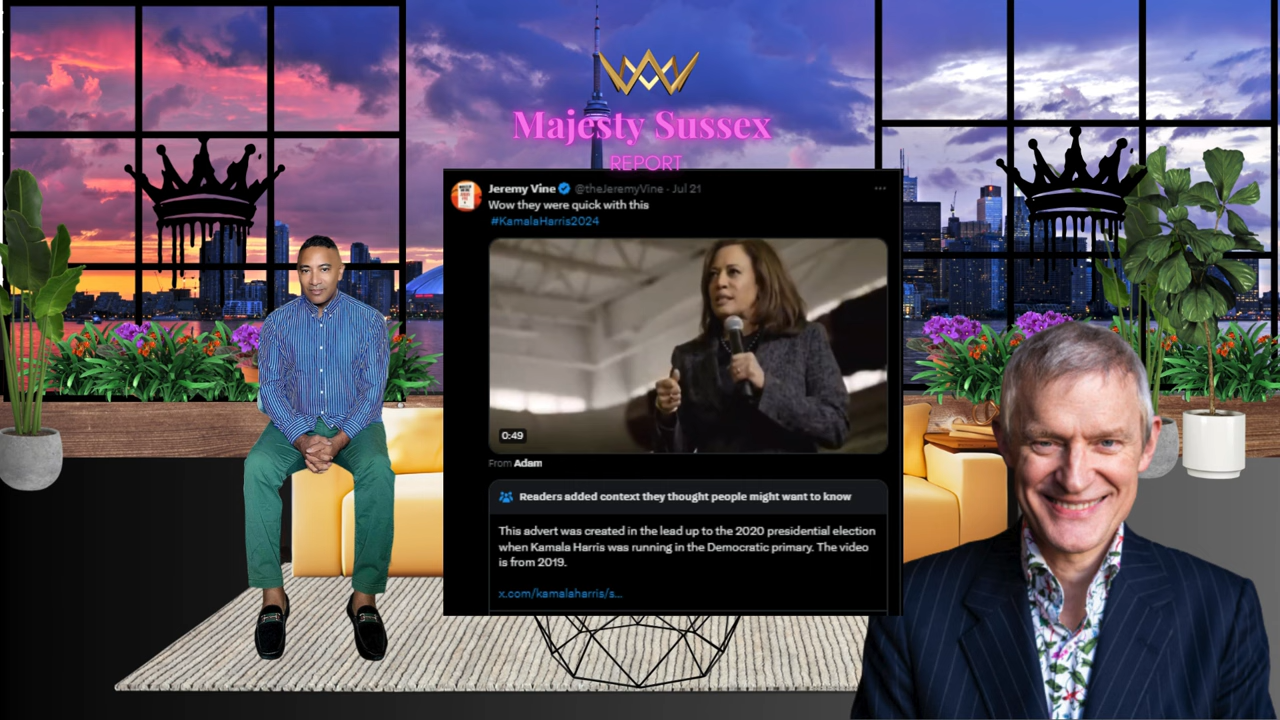 Majesty Sussex
REPORT
Jeremy Vine @theJeremyVine · Jul 21
Wow they were quick with this
#KamalaHarris2024
0:49
From Adam
Readers added context they thought people might want to know
This advert was created in the lead up to the 2020 presidential election
when Kamala Harris was running in the Democratic primary. The video
is from 2019.
x.com/kamalaharris/s...